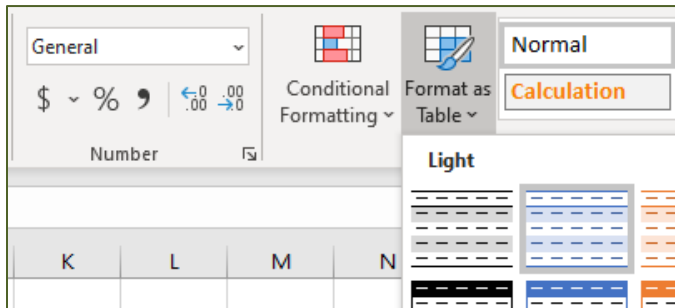 General
Normal
$ % ,
←0 .00
.00 →0
Conditional
Formatting
Format as
Table
Calculation
Number
Light
K L M N